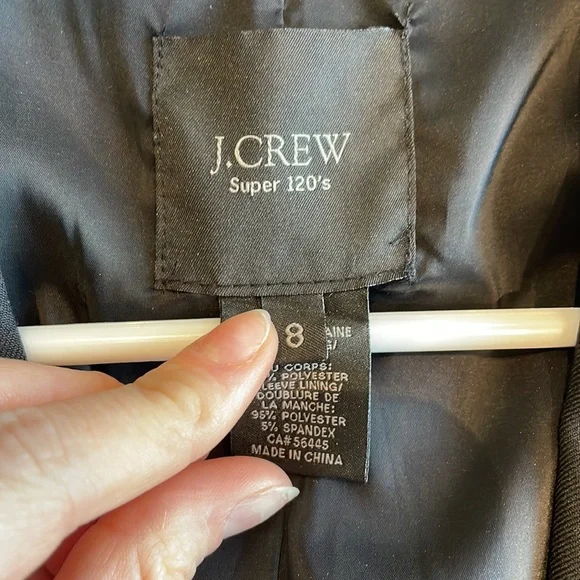 J.CREW
Super 120's
8
AINE
G/
U CORPS:
% POLYESTER
LEEVE LINING/
DOUBLURE DE
LA MANCHE:
95% POLYESTER
5% SPANDEX
CA# 56445
MADE IN CHINA